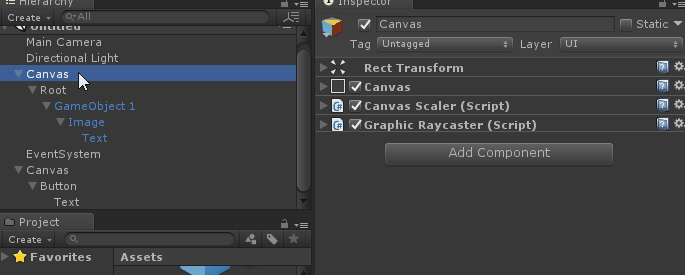 Hierarchy
Create
All
Untitled
Main Camera
Directional Light
Canvas
Root
GameObject 1
Image
Text
EventSystem
Canvas
Button
Text
Project
Create
Favorites
Assets
Inspector
Canvas
Static
Tag Untagged Layer UI
Rect Transform
Canvas
Canvas Scaler (Script)
Graphic Raycaster (Script)
Add Component